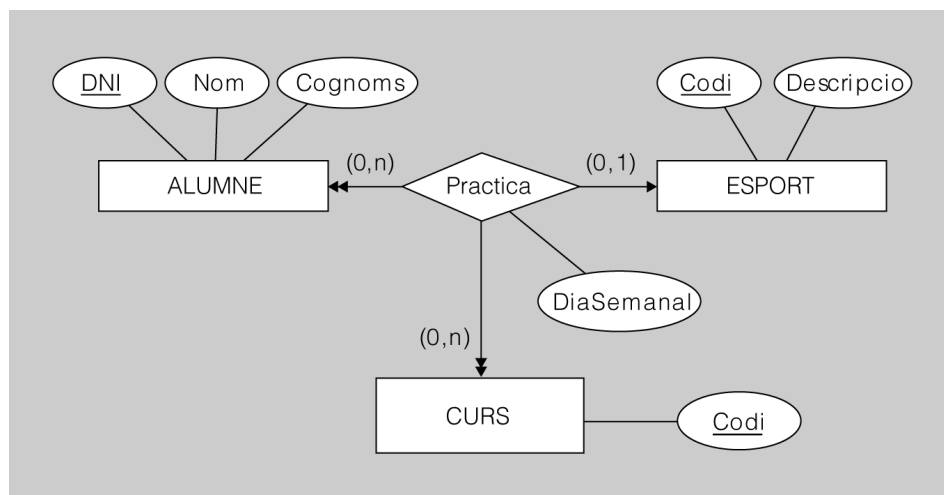 DNI
Nom
Cognoms
Codi
Descripcio
(0,n)
(0,1)
ALUMNE
Practica
ESPORT
DiaSemanal
(0,n)
CURS
Codi